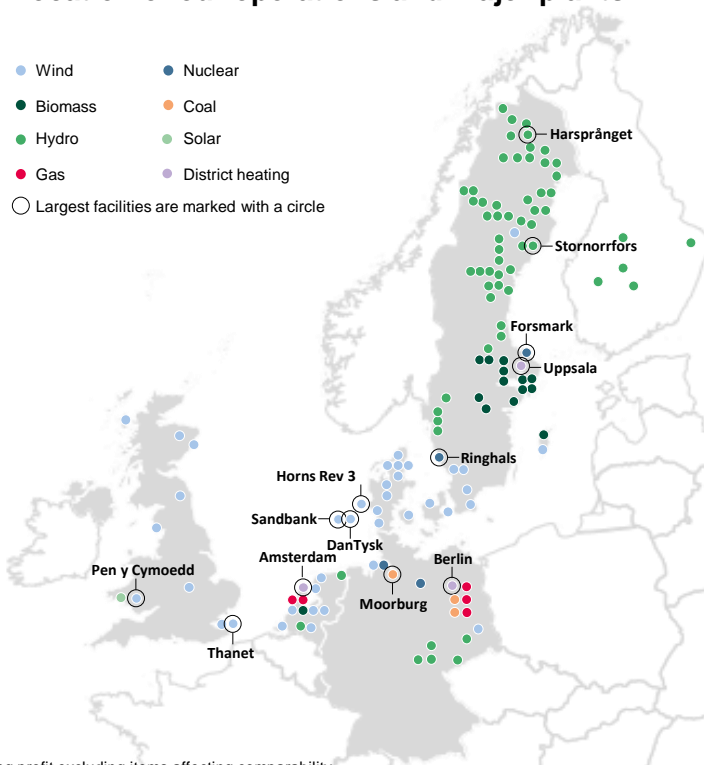 Wind
Nuclear
Biomass
Coal
Hydro
Solar
Gas
District heating
Largest facilities are marked with a circle
Harsprånget
Stornorrfors
Forsmark
Uppsala
Ringhals
Horns Rev 3
Sandbank
DanTysk
Amsterdam
Berlin
Pen y Cymoedd
Moorburg
Thanet